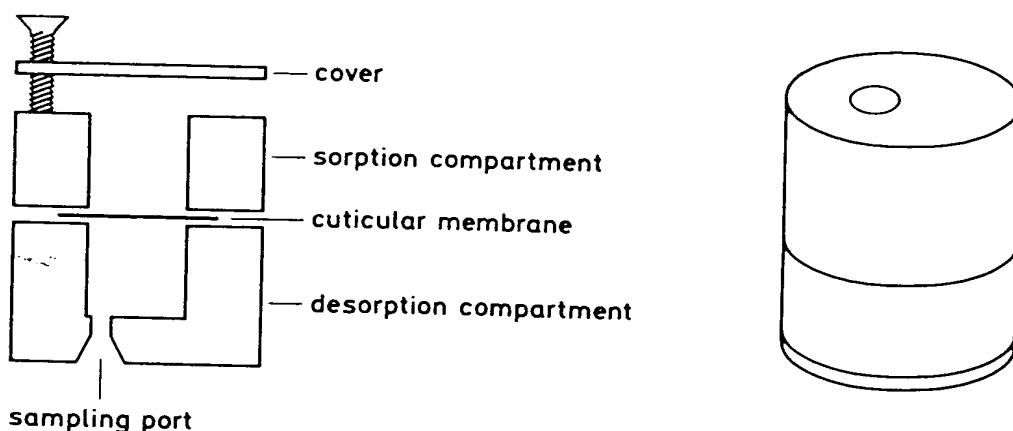 cover
sorption compartment
cuticular membrane
desorption compartment
sampling port